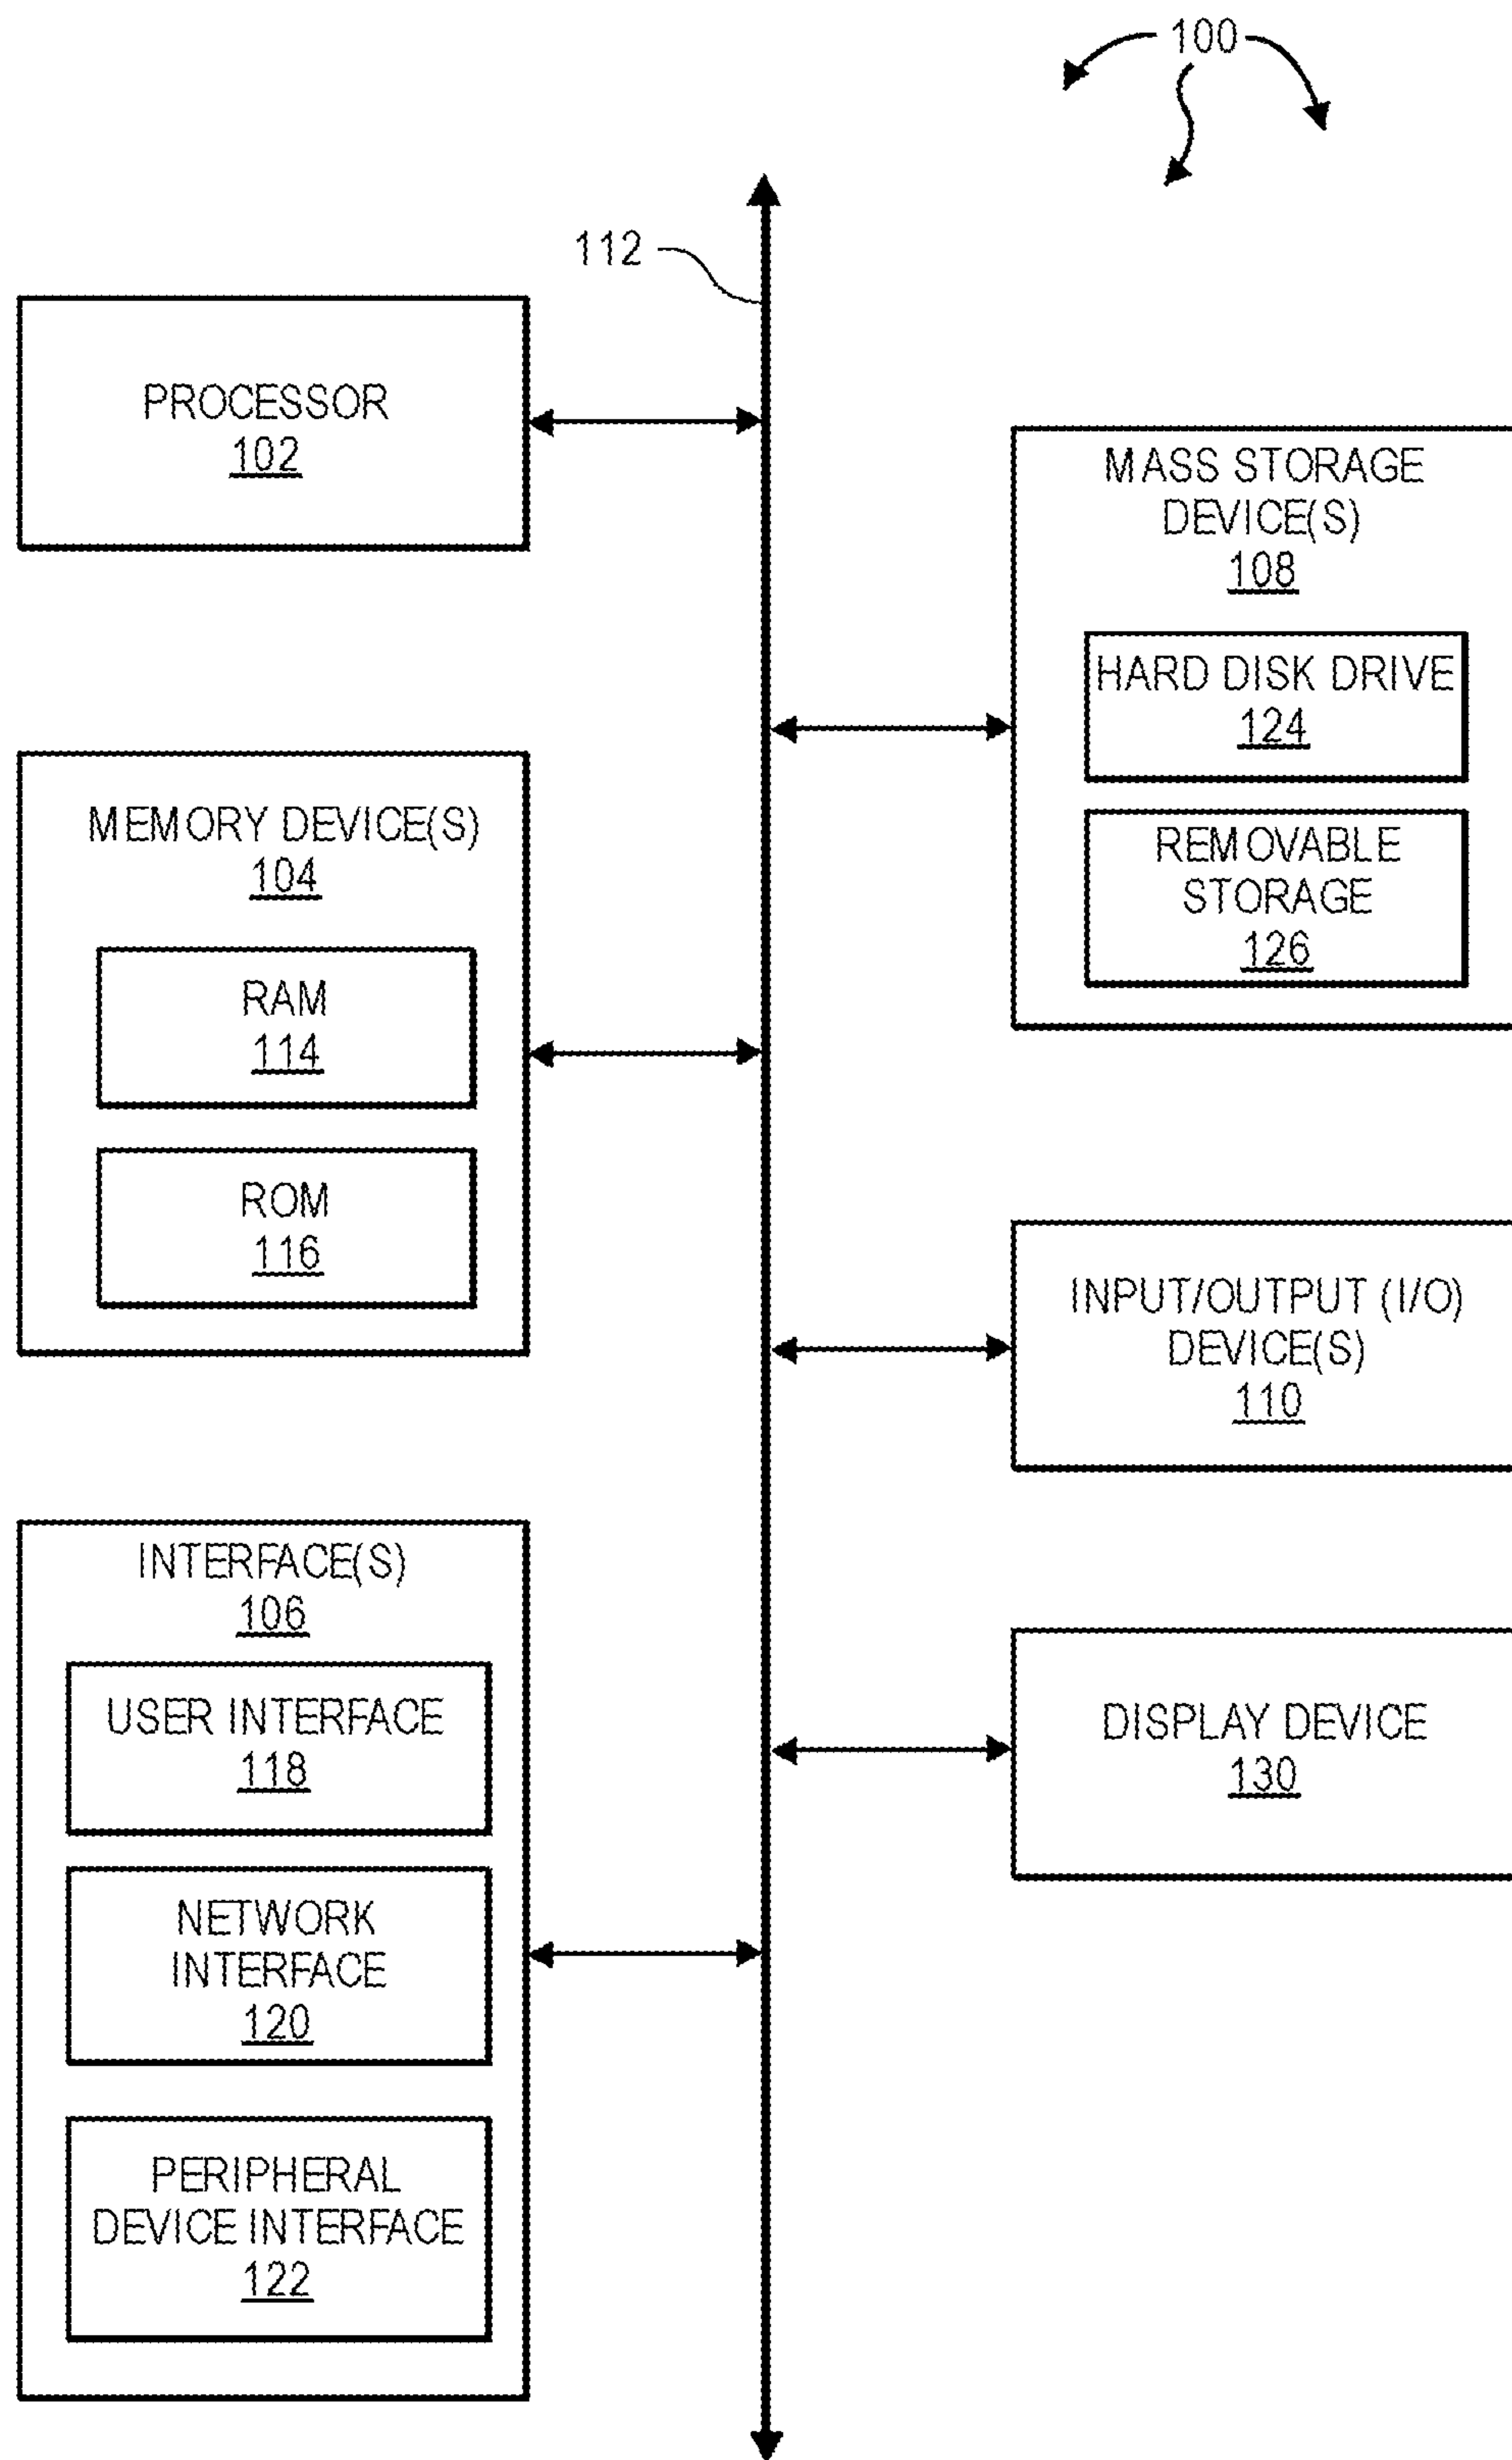 100
112
PROCESSOR
102
MASS STORAGE
DEVICE(S)
108
HARD DISK DRIVE
124
REMOVABLE
STORAGE
126
MEMORY DEVICE(S)
104
RAM
114
ROM
116
INPUT/OUTPUT (I/O)
DEVICE(S)
110
INTERFACE(S)
106
USER INTERFACE
118
NETWORK
INTERFACE
120
PERIPHERAL
DEVICE INTERFACE
122
DISPLAY DEVICE
130